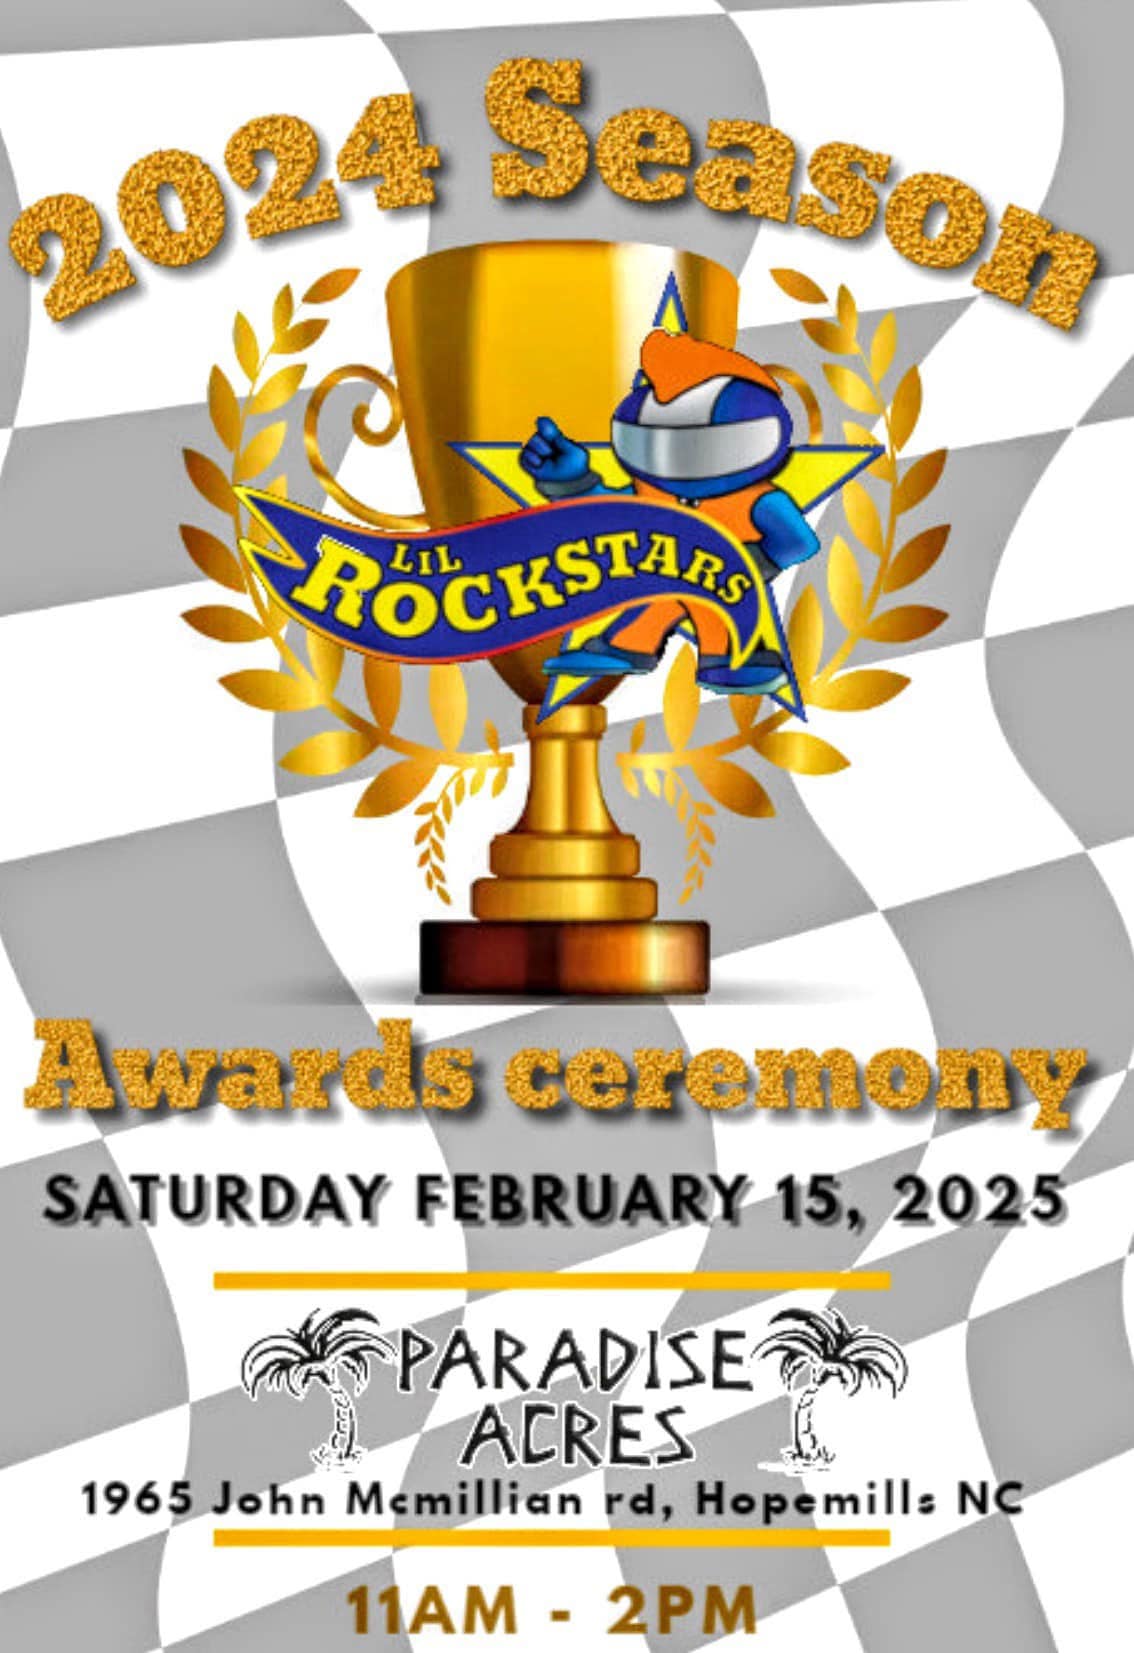 2024 Season
LIL
ROCKSTARS
Awards ceremony
SATURDAY FEBRUARY 15, 2025
PARADISE
ACRES
1965 John Mcmillian rd, Hopemills NC
11AM - 2PM